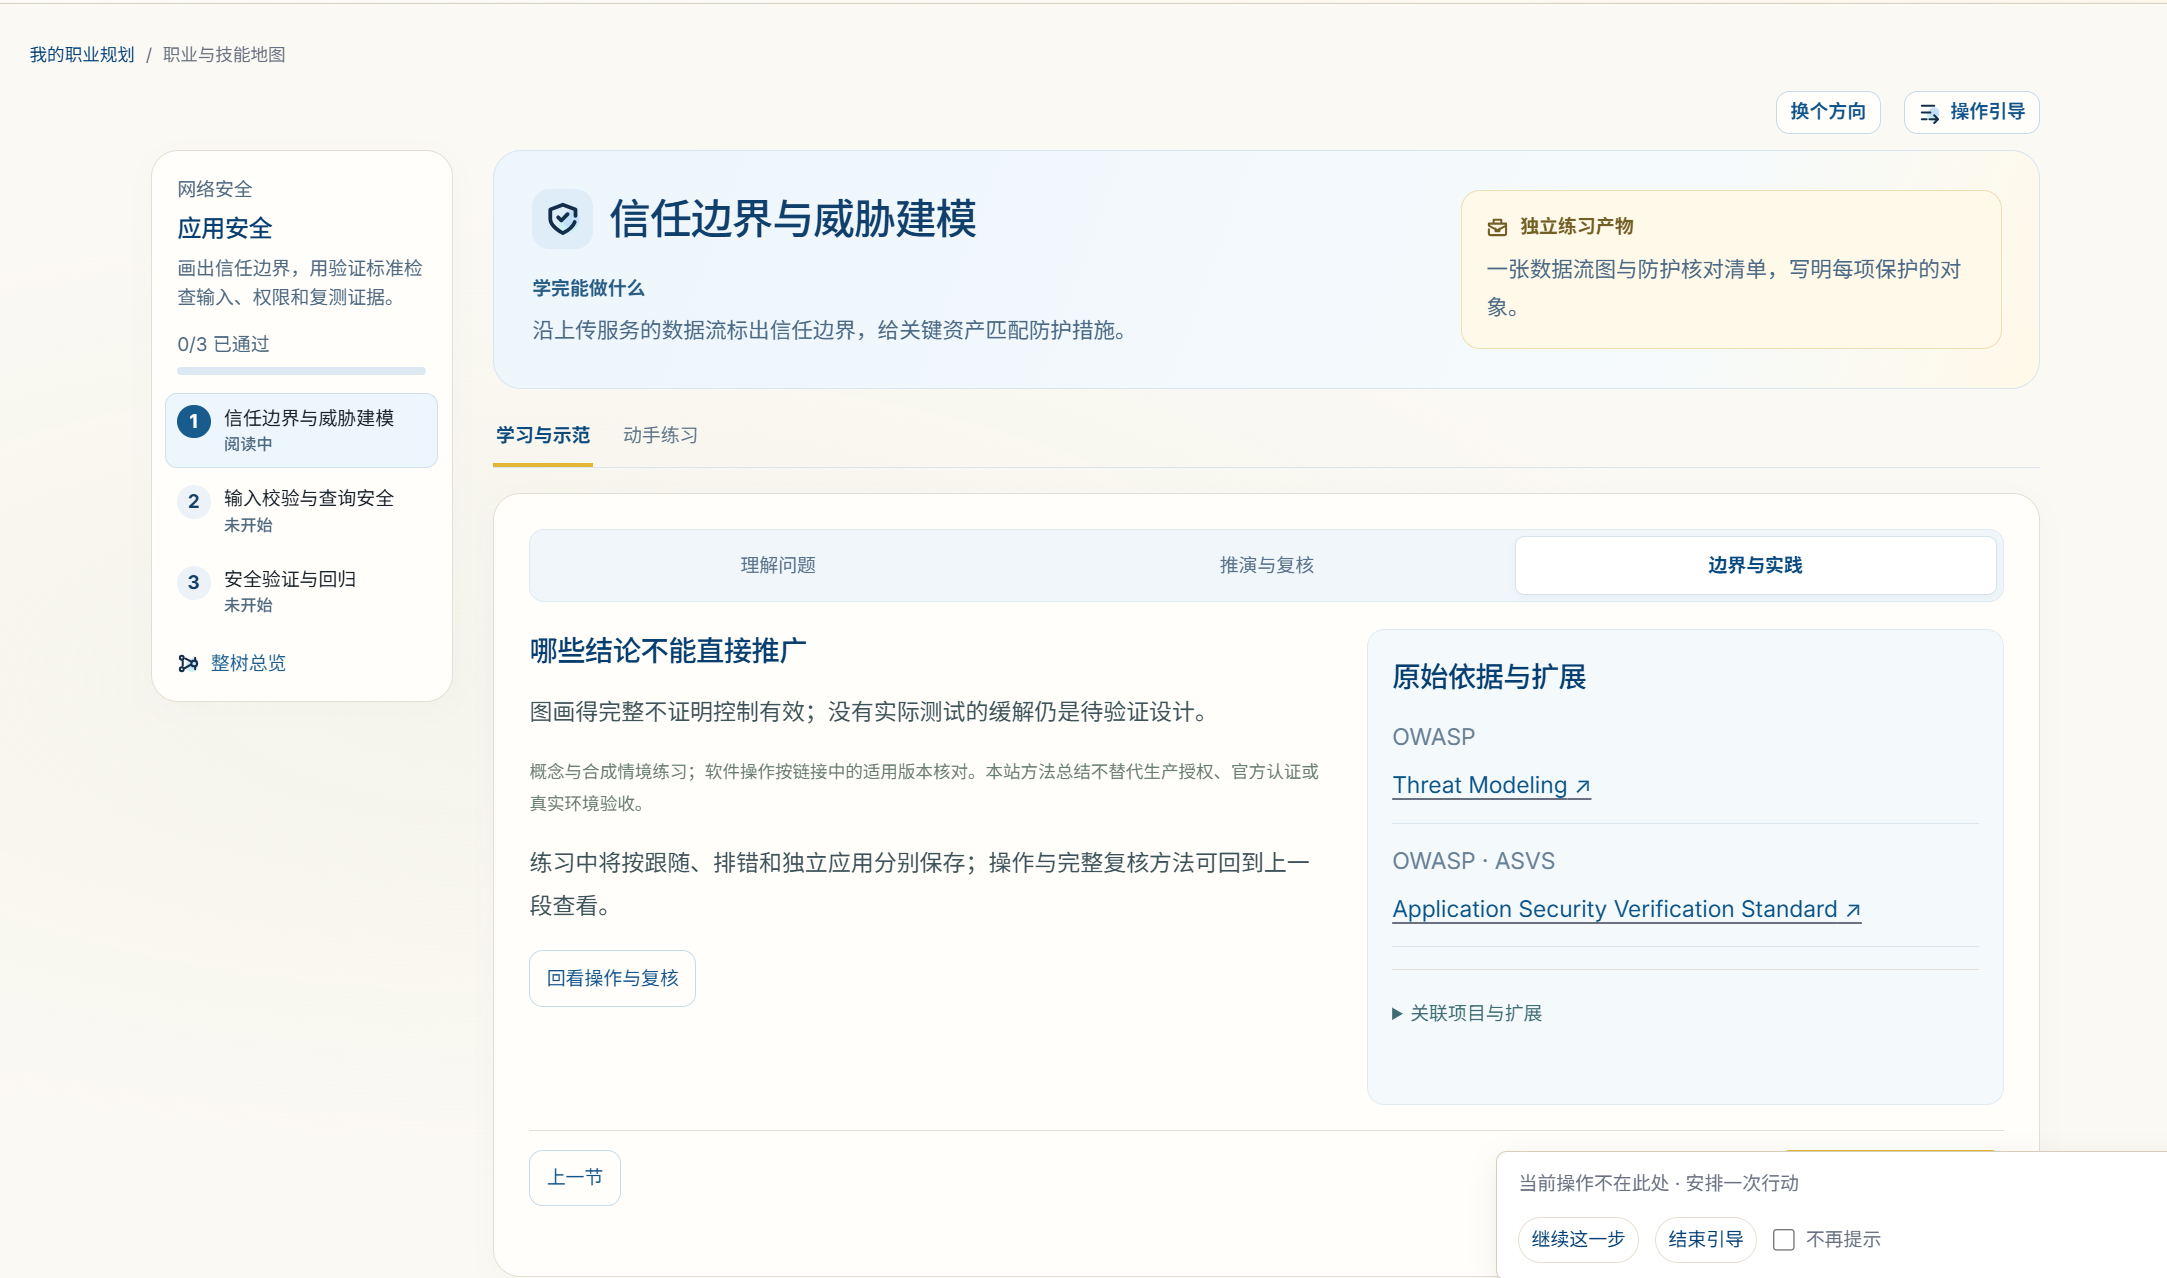 我的职业规划 / 职业与技能地图
换个方向
操作引导
网络安全
应用安全
画出信任边界，用验证标准检
查输入、权限和复测证据。
0/3 已通过
1 信任边界与威胁建模
阅读中
2 输入校验与查询安全
未开始
3 安全验证与回归
未开始
整树总览
信任边界与威胁建模
学完能做什么
沿上传服务的数据流标出信任边界，给关键资产匹配防护措施。
独立练习产物
一张数据流图与防护核对清单，写明每项保护的对
象。
学习与示范 动手练习
理解问题 推演与复核 边界与实践
哪些结论不能直接推广
图画得完整不证明控制有效；没有实际测试的缓解仍是待验证设计。
概念与合成情境练习；软件操作按链接中的适用版本核对。本站方法总结不替代生产授权、官方认证或
真实环境验收。
练习中将按跟随、排错和独立应用分别保存；操作与完整复核方法可回到上一
段查看。
回看操作与复核
原始依据与扩展
OWASP
Threat Modeling ↗
OWASP · ASVS
Application Security Verification Standard ↗
▶ 关联项目与扩展
上一节
当前操作不在此处 · 安排一次行动
继续这一步 结束引导 不再提示